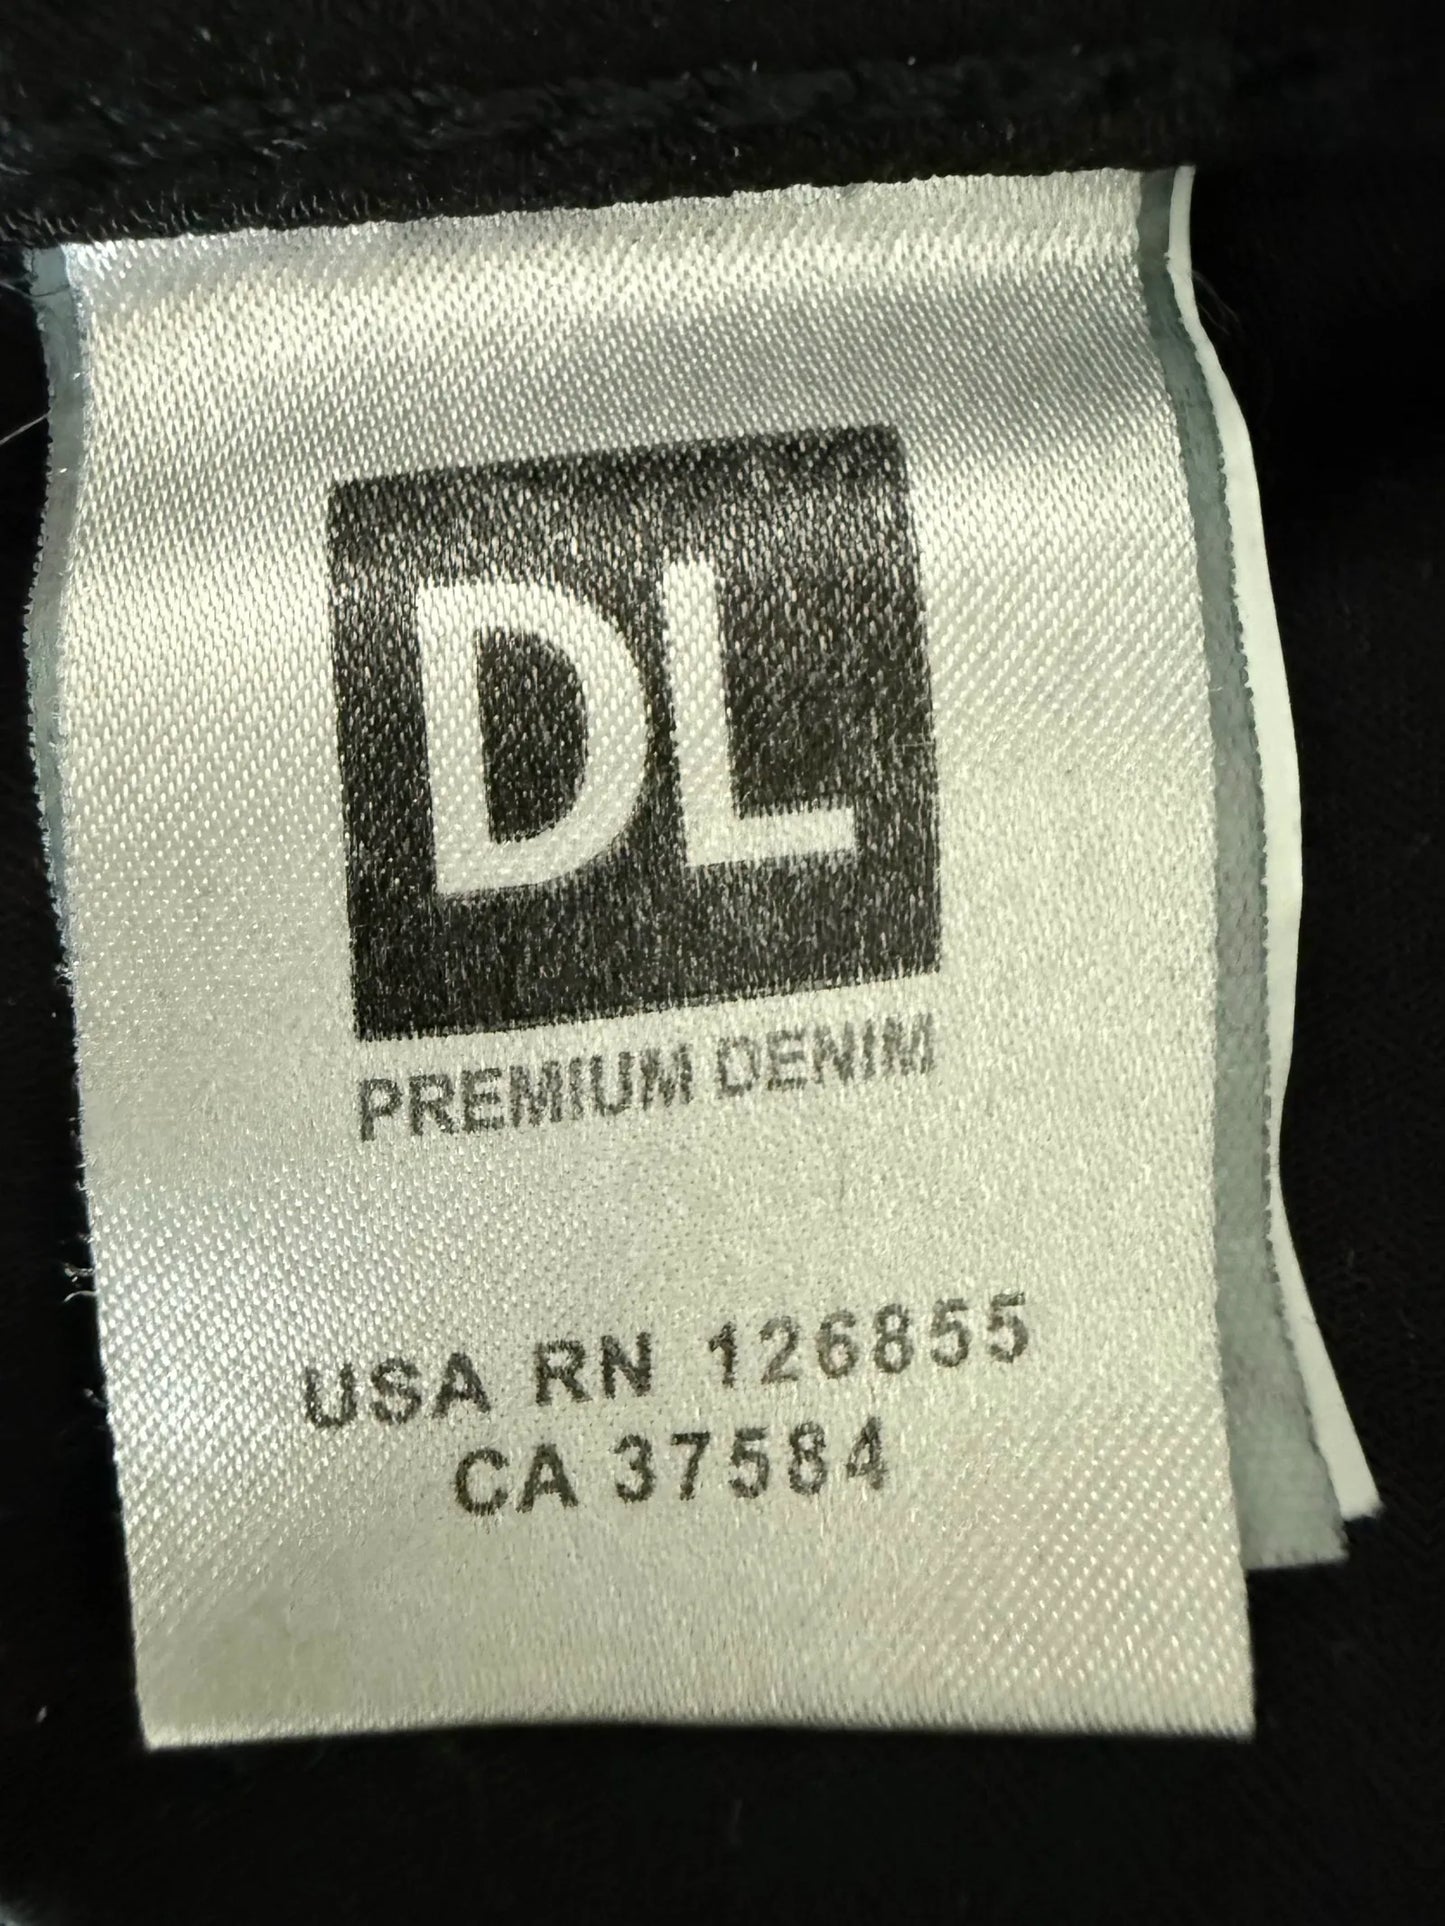 DL
PREMIUM DENIM
USA RN 126855
CA 37584